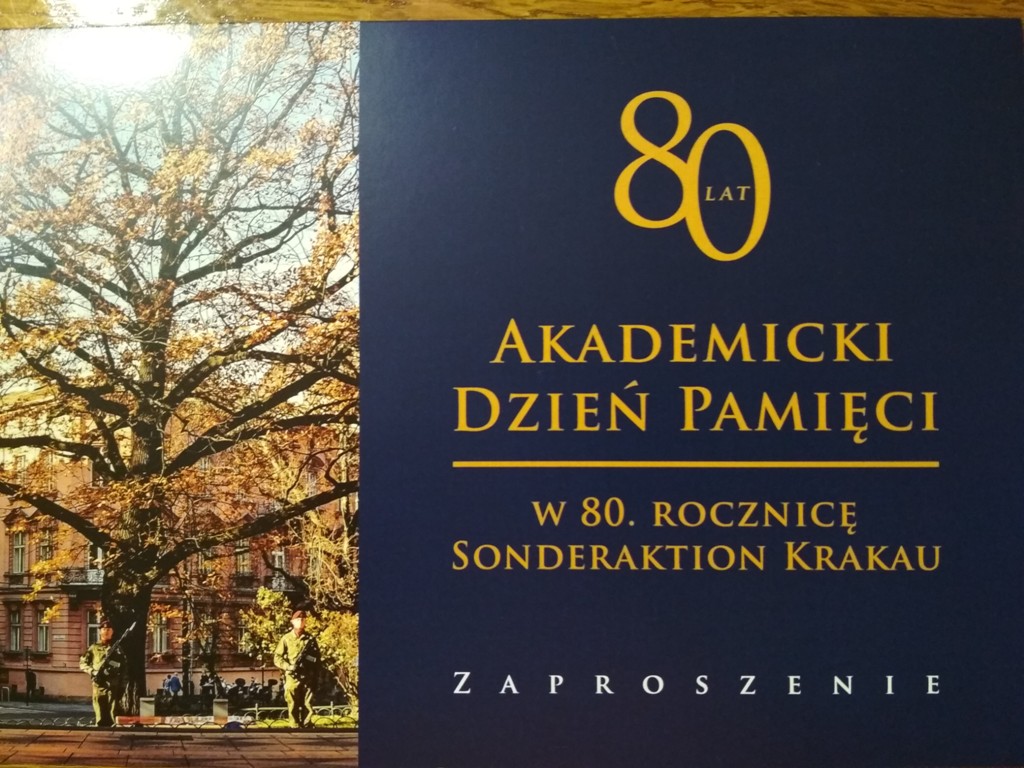 80
LAT
AKADEMICKI
DZIEŃ PAMIĘCI
W 80. ROCZNICĘ
SONDERAKTION KRAKAU
ZAPROSZENIE